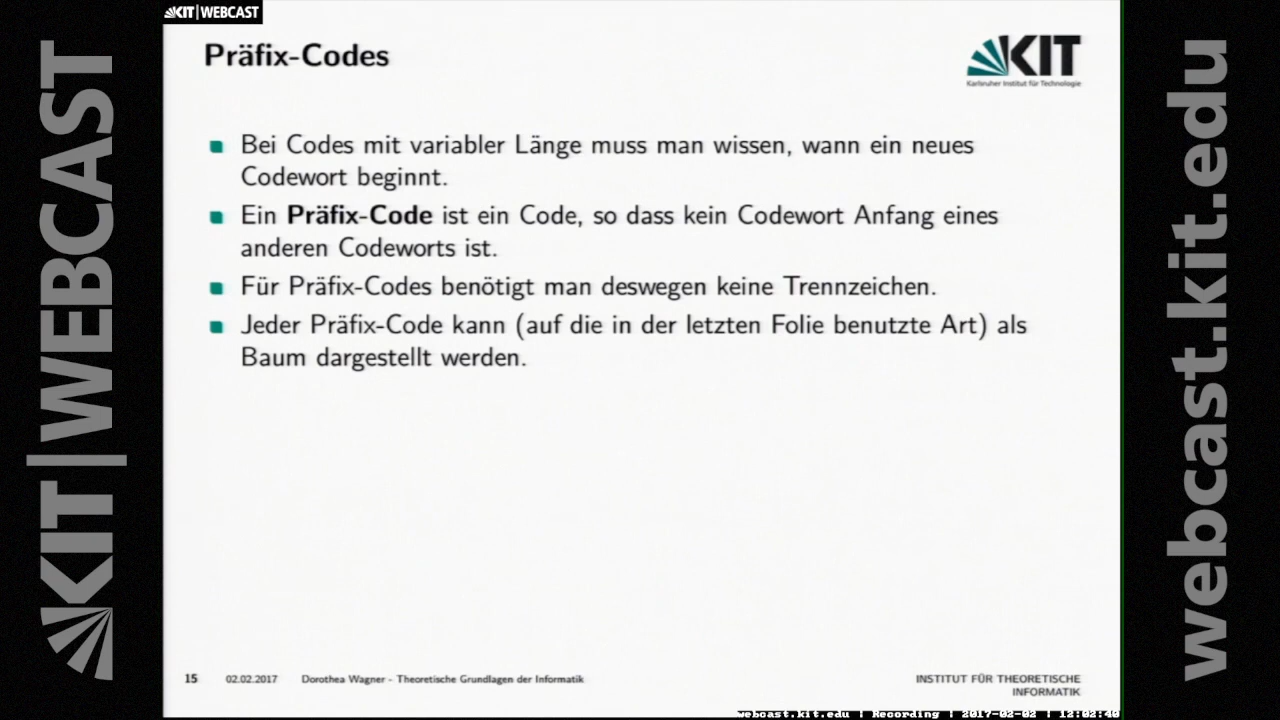 KIT | WEBCAST
Präfix-Codes
KIT
Karlsruher Institut für Technologie
Bei Codes mit variabler Länge muss man wissen, wann ein neues
Codewort beginnt.
Ein Präfix-Code ist ein Code, so dass kein Codewort Anfang eines
anderen Codeworts ist.
Für Präfix-Codes benötigt man deswegen keine Trennzeichen.
Jeder Präfix-Code kann (auf die in der letzten Folie benutzte Art) als
Baum dargestellt werden.
15 02.02.2017 Dorothea Wagner - Theoretische Grundlagen der Informatik
INSTITUT FÜR THEORETISCHE
INFORMATIK
webcast.kit.edu | Recording | 2017-02-02 | 12:02:40
KIT | WEBCAST
webcast.kit.edu